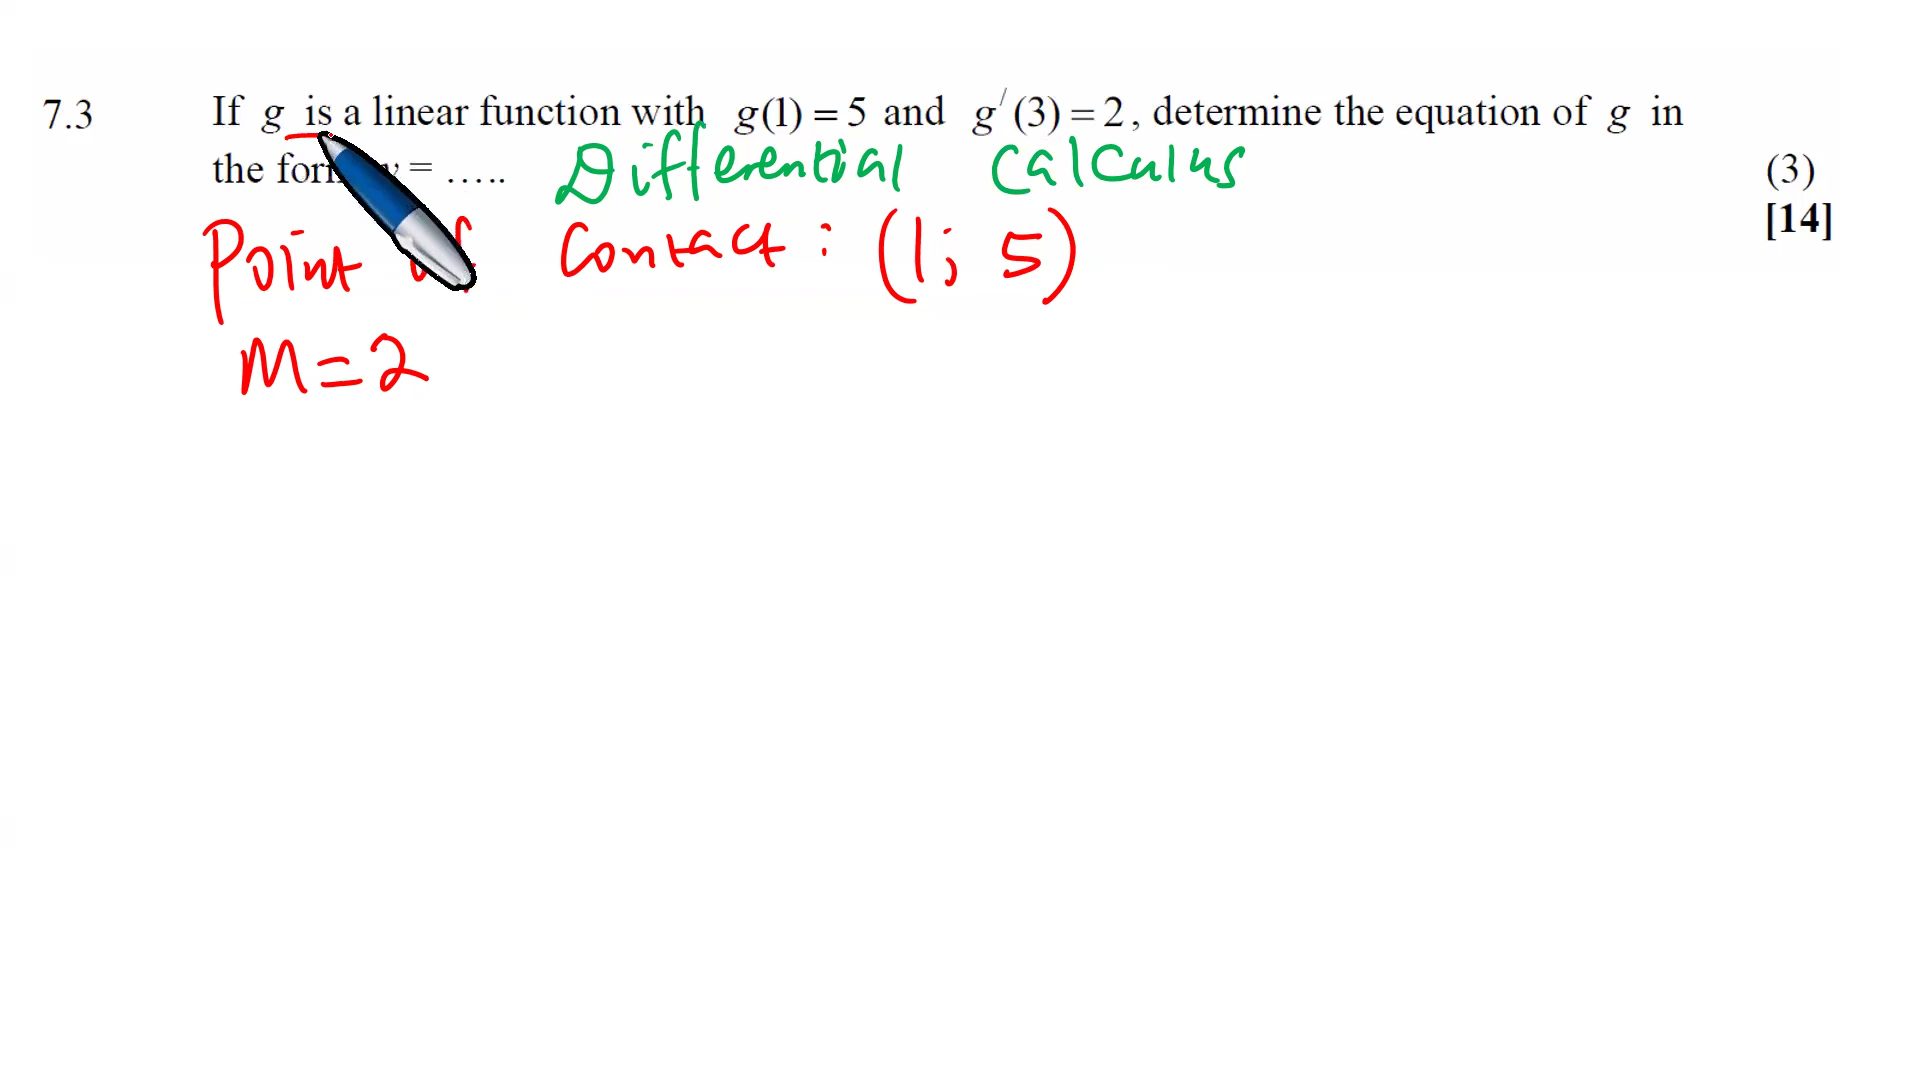 7.3 If g is a linear function with g(1) = 5 and g′(3) = 2, determine the equation of g in
the = ….. (3)
Differential Calculus
[14]
Point Contact : (1; 5)
M=2